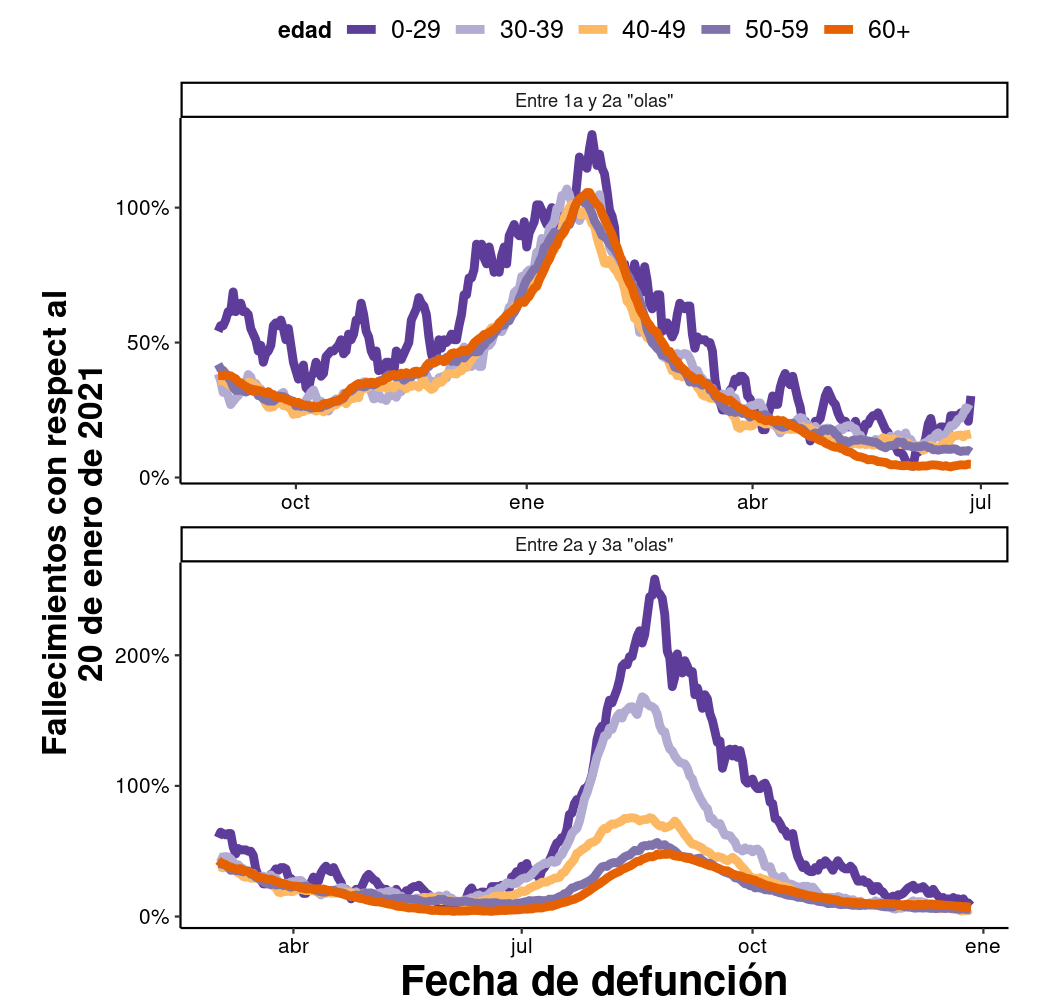 edad 0-29 30-39 40-49 50-59 60+
Entre 1a y 2a "olas"
100%
50%
0%
oct ene abr jul
Entre 2a y 3a "olas"
200%
100%
0%
abr jul oct ene
Fecha de defunción
Fallecimientos con respect al
20 de enero de 2021